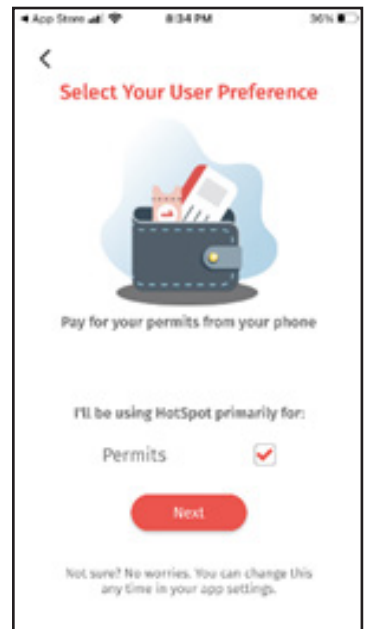 App Store 8:34 PM 36%
Select Your User Preference
Pay for your permits from your phone
I'll be using HotSpot primarily for:
Permits
Next
Not sure? No worries. You can change this
any time in your app settings.